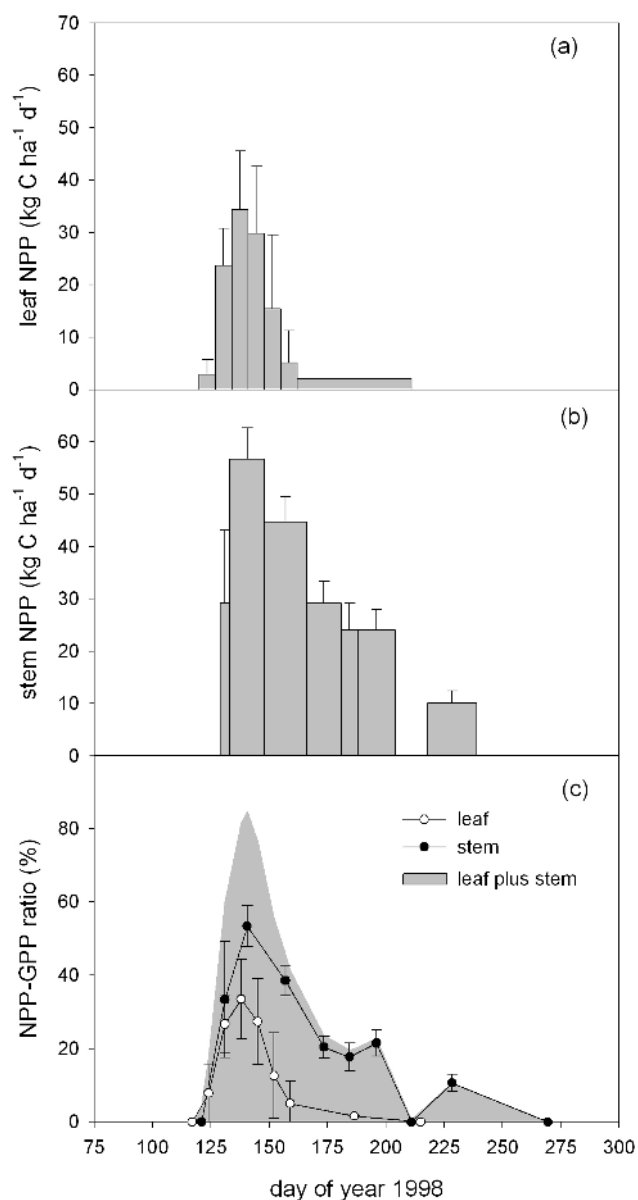 (a)
leaf NPP (kg C ha⁻¹ d⁻¹)
70
60
50
40
30
20
10
0
(b)
stem NPP (kg C ha⁻¹ d⁻¹)
60
50
40
30
20
10
0
(c)
NPP-GPP ratio (%)
80
60
40
20
0
leaf
stem
leaf plus stem
75 100 125 150 175 200 225 250 275 300
day of year 1998